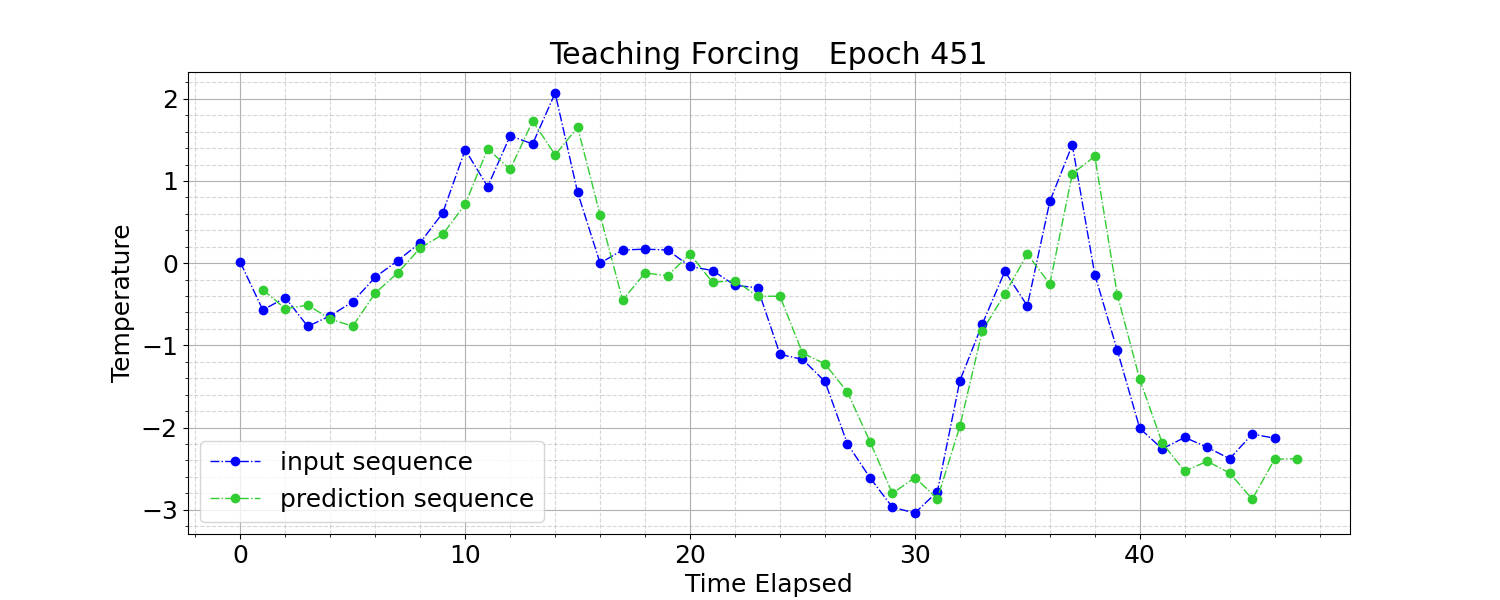 Teaching Forcing   Epoch 451
Temperature
2
1
0
−1
−2
−3
input sequence
prediction sequence
0 10 20 30 40
Time Elapsed